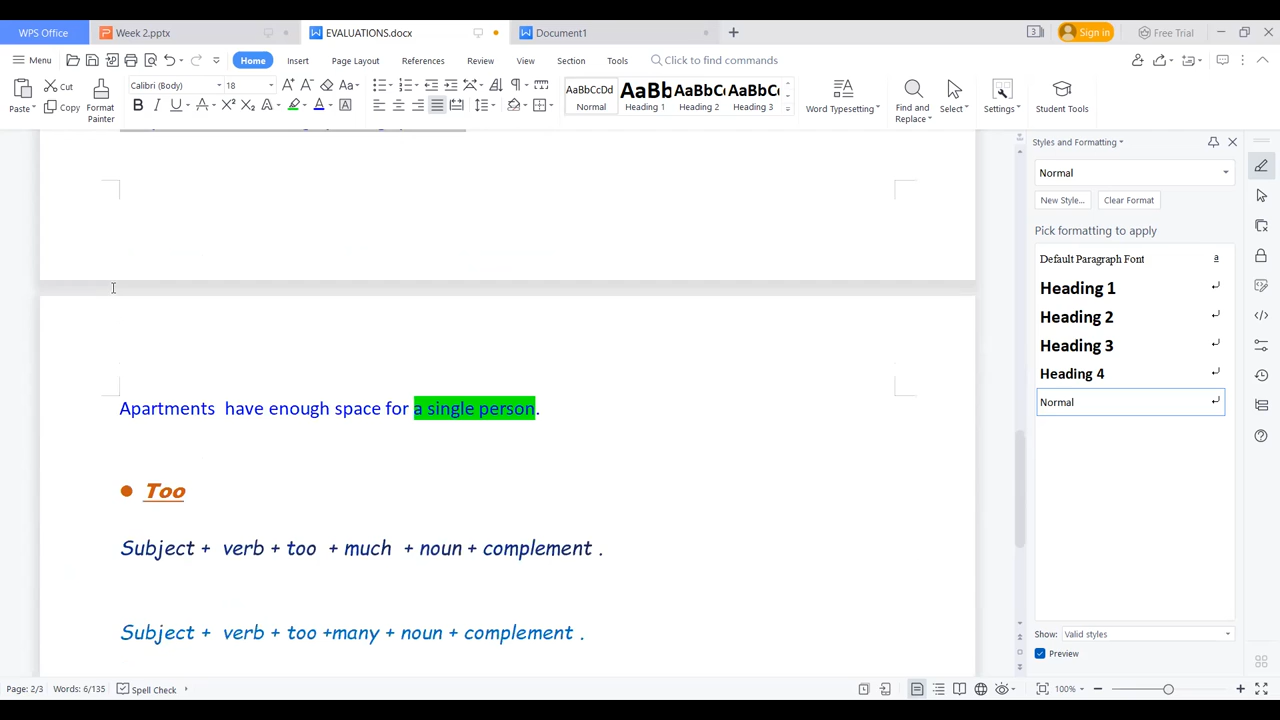 WPS Office
Week 2.pptx
EVALUATIONS.docx
Document1
Sign in
Free Trial
Menu
Home
Insert
Page Layout
References
Review
View
Section
Tools
Click to find commands
Paste
Cut
Copy
Format
Painter
Calibri (Body)
18
AaBbCcDd
Normal
AaBb
Heading 1
AaBbC
Heading 2
AaBbC
Heading 3
Word Typesetting
Find and
Replace
Select
Settings
Student Tools
Apartments have enough space for a single person.
Too
Subject + verb + too + much + noun + complement .
Subject + verb + too +many + noun + complement .
Styles and Formatting
Normal
New Style...
Clear Format
Pick formatting to apply
Default Paragraph Font a
Heading 1
Heading 2
Heading 3
Heading 4
Normal
Show: Valid styles
Preview
Page: 2/3 Words: 6/135 Spell Check
100%